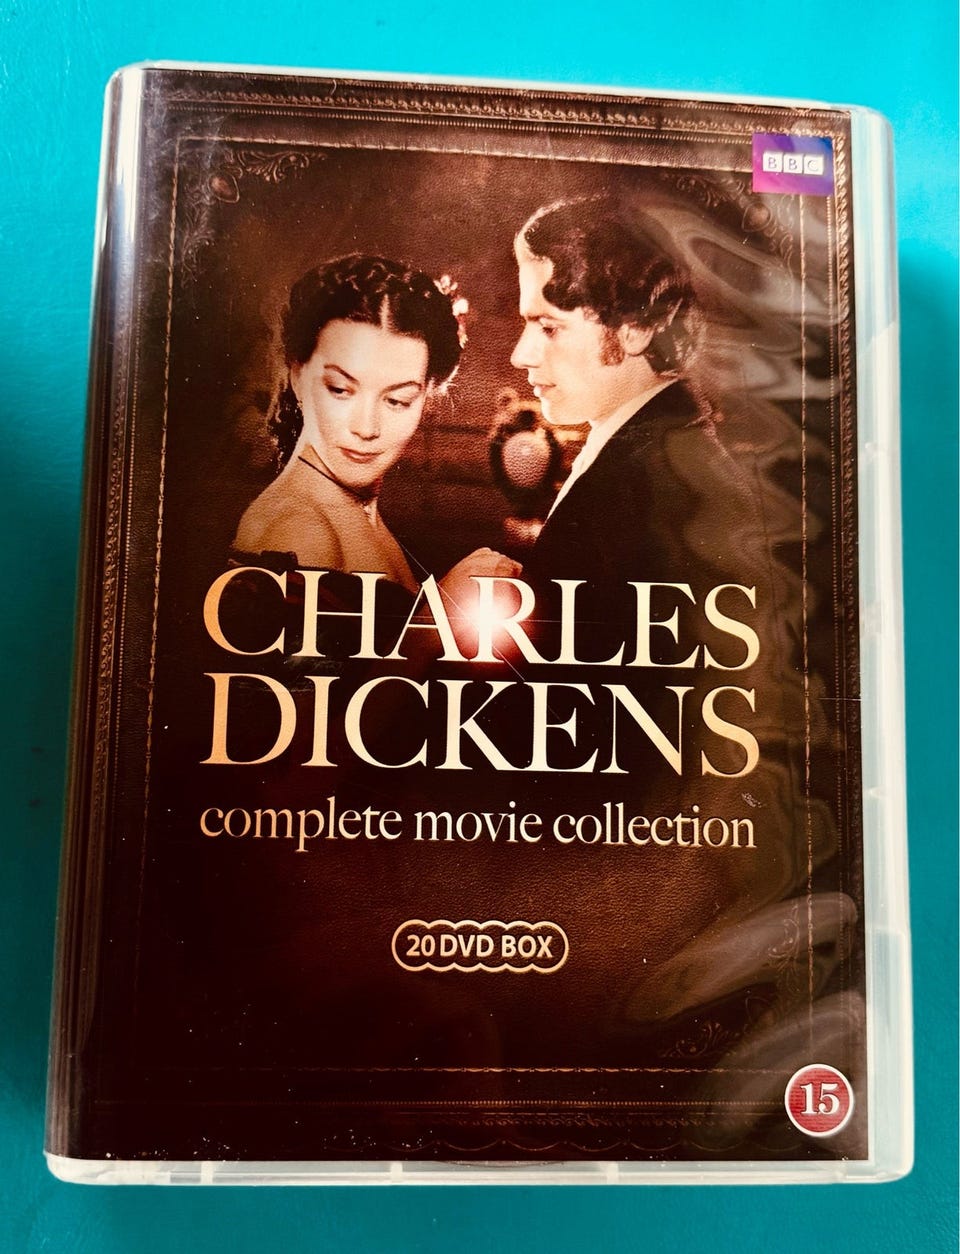 BBC
CHARLES
DICKENS
complete movie collection
20 DVD BOX
15